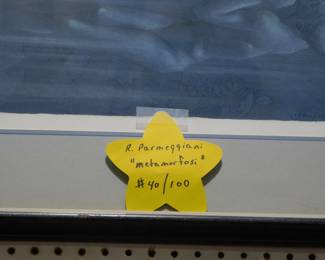 R. Parmeggiani
"metamorfosi"
#40/100